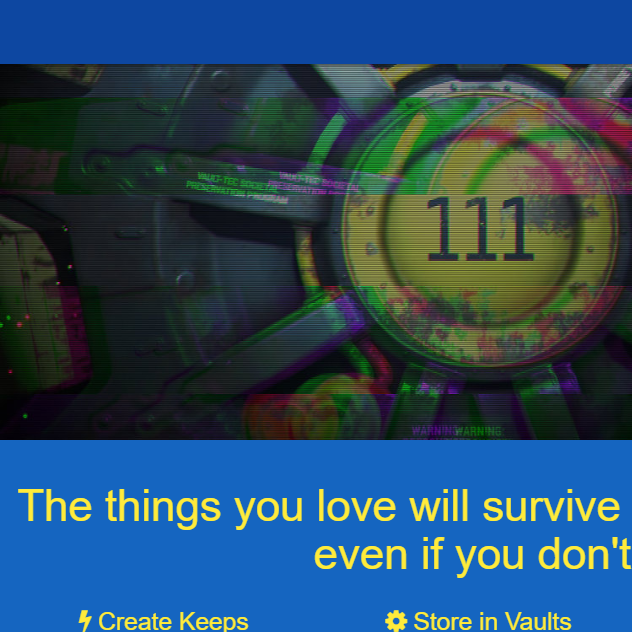 VAULT-TEC SOCIETAL
PRESERVATION PROGRAM
111
WARNING:
The things you love will survive
even if you don't
Create Keeps
Store in Vaults